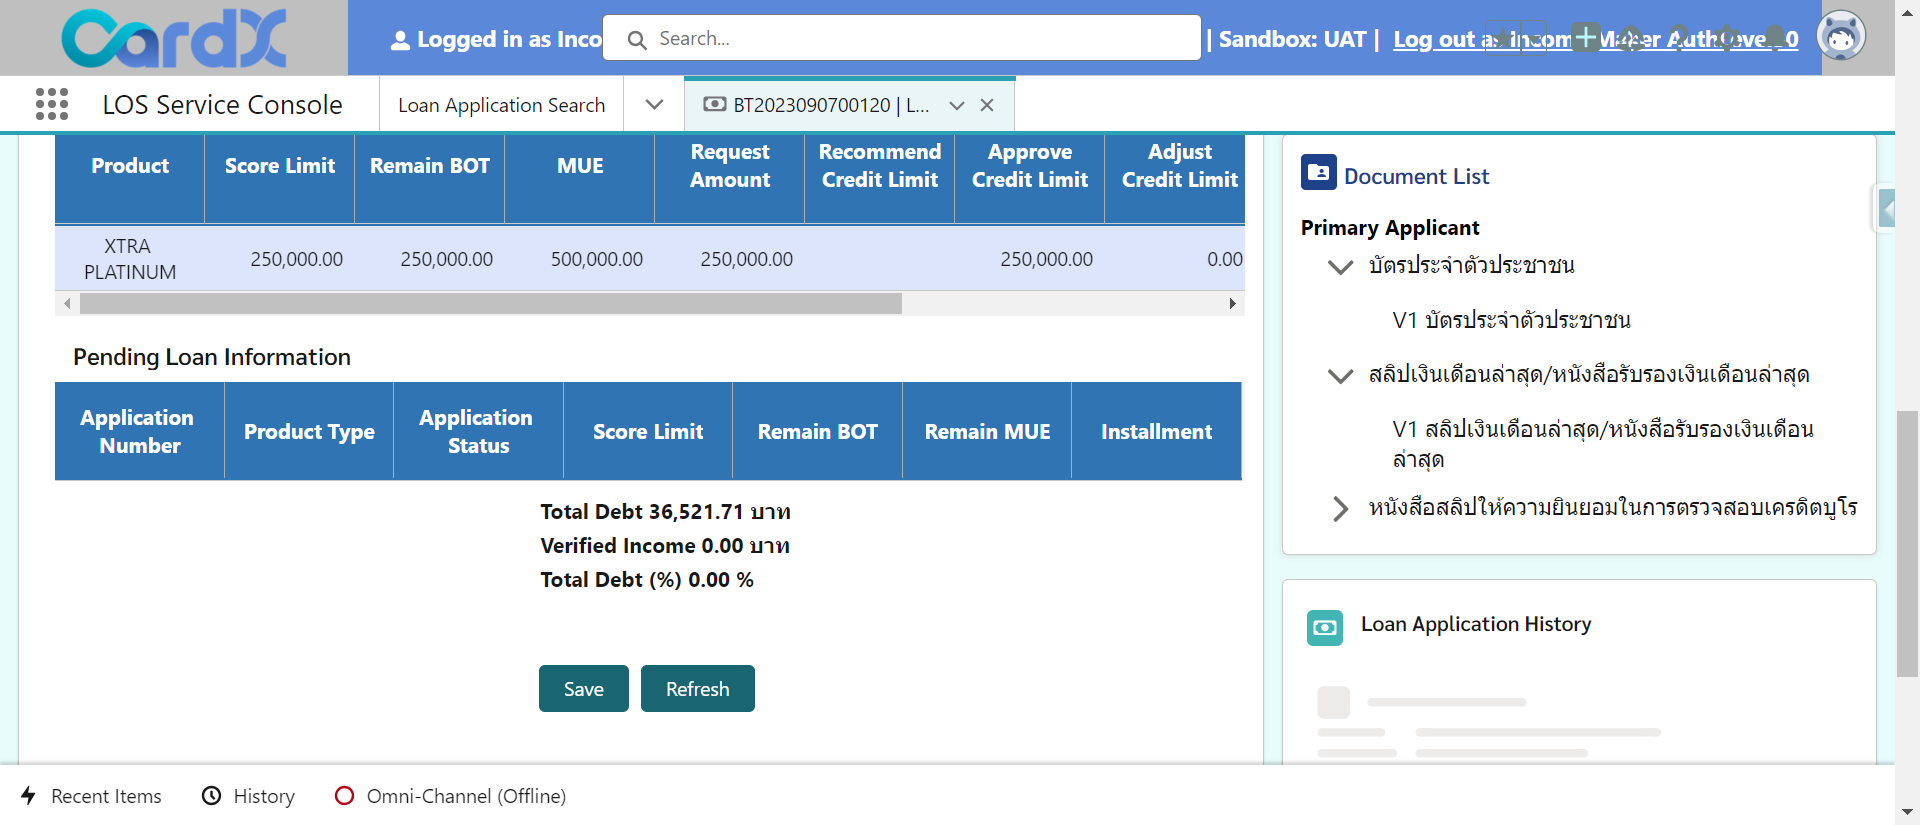 CardX
Logged in as Inco
Search...
| Sandbox: UAT |
LOS Service Console
Loan Application Search
BT2023090700120 | L...
Product
Score Limit
Remain BOT
MUE
Request
Amount
Recommend
Credit Limit
Approve
Credit Limit
Adjust
Credit Limit
XTRA
PLATINUM
250,000.00
250,000.00
500,000.00
250,000.00
250,000.00
0.00
Pending Loan Information
Application
Number
Product Type
Application
Status
Score Limit
Remain BOT
Remain MUE
Installment
Total Debt 36,521.71 บาท
Verified Income 0.00 บาท
Total Debt (%) 0.00 %
Save
Refresh
Document List
Primary Applicant
บัตรประจำตัวประชาชน
V1 บัตรประจำตัวประชาชน
สลิปเงินเดือนล่าสุด/หนังสือรับรองเงินเดือนล่าสุด
V1 สลิปเงินเดือนล่าสุด/หนังสือรับรองเงินเดือน
ล่าสุด
หนังสือสลิปให้ความยินยอมในการตรวจสอบเครดิตบูโร
Loan Application History
Recent Items
History
Omni-Channel (Offline)